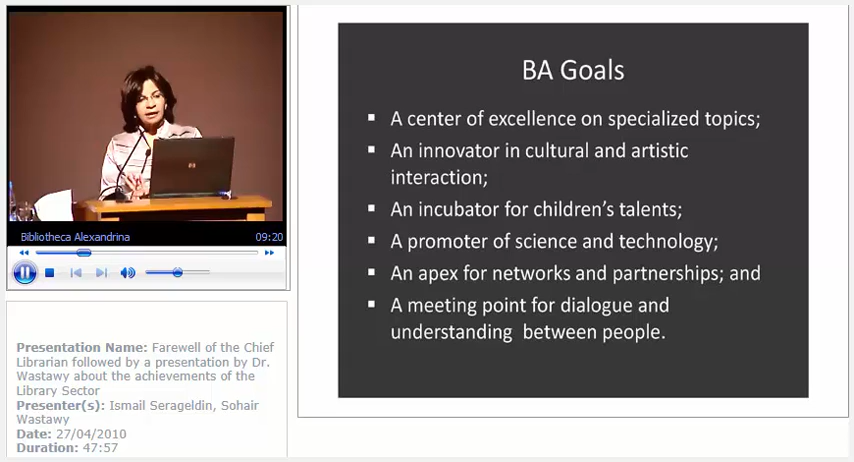 Bibliotheca Alexandrina 09:20
Presentation Name: Farewell of the Chief
Librarian followed by a presentation by Dr.
Wastawy about the achievements of the
Library Sector
Presenter(s): Ismail Serageldin, Sohair
Wastawy
Date: 27/04/2010
Duration: 47:57
BA Goals
▪ A center of excellence on specialized topics;
▪ An innovator in cultural and artistic
interaction;
▪ An incubator for children’s talents;
▪ A promoter of science and technology;
▪ An apex for networks and partnerships; and
▪ A meeting point for dialogue and
understanding between people.